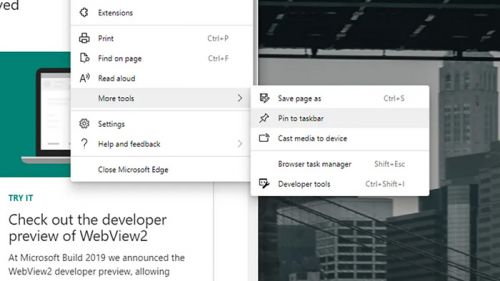 ved
Extensions
Print Ctrl+P
Find on page Ctrl+F
Read aloud
More tools
Settings
Help and feedback
Close Microsoft Edge
Save page as Ctrl+S
Pin to taskbar
Cast media to device
Browser task manager Shift+Esc
Developer tools Ctrl+Shift+I
TRY IT
Check out the developer
preview of WebView2
At Microsoft Build 2019 we announced the
WebView2 developer preview, allowing